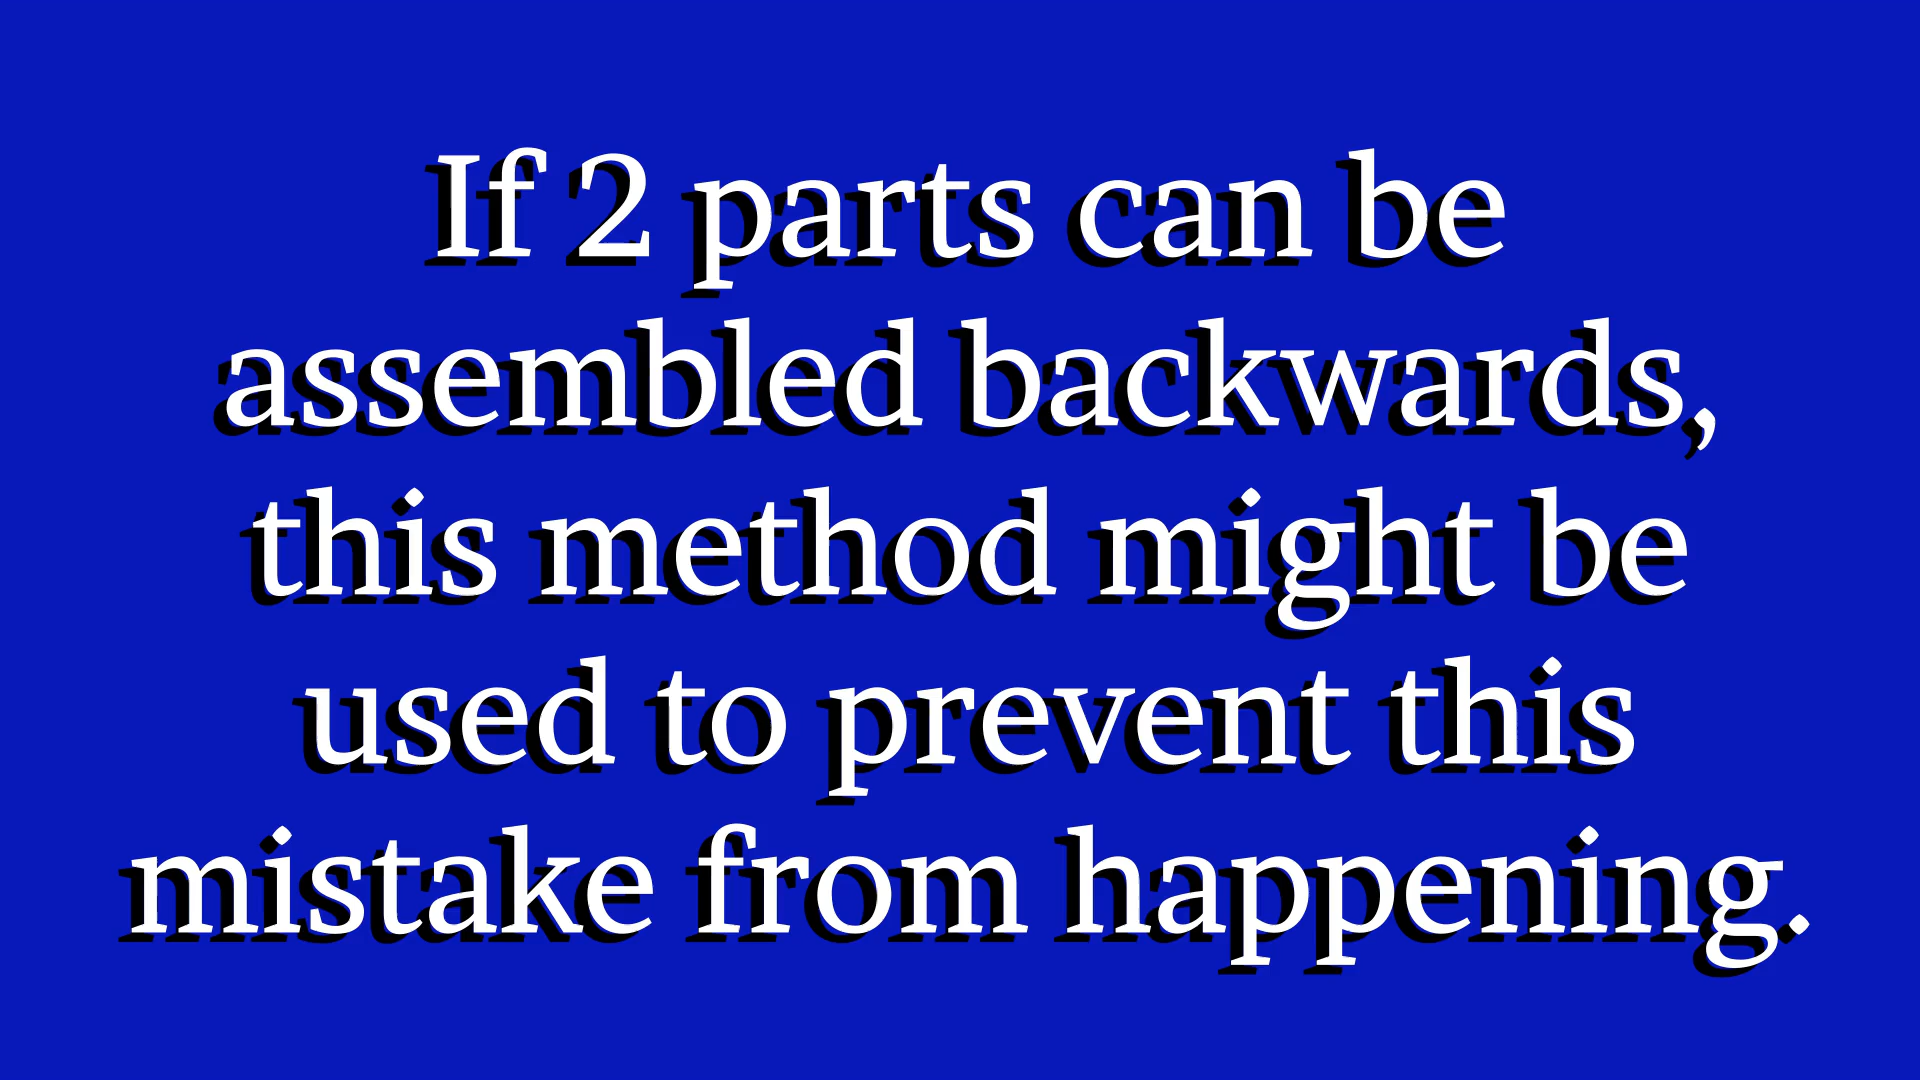 If 2 parts can be
assembled backwards,
this method might be
used to prevent this
mistake from happening.